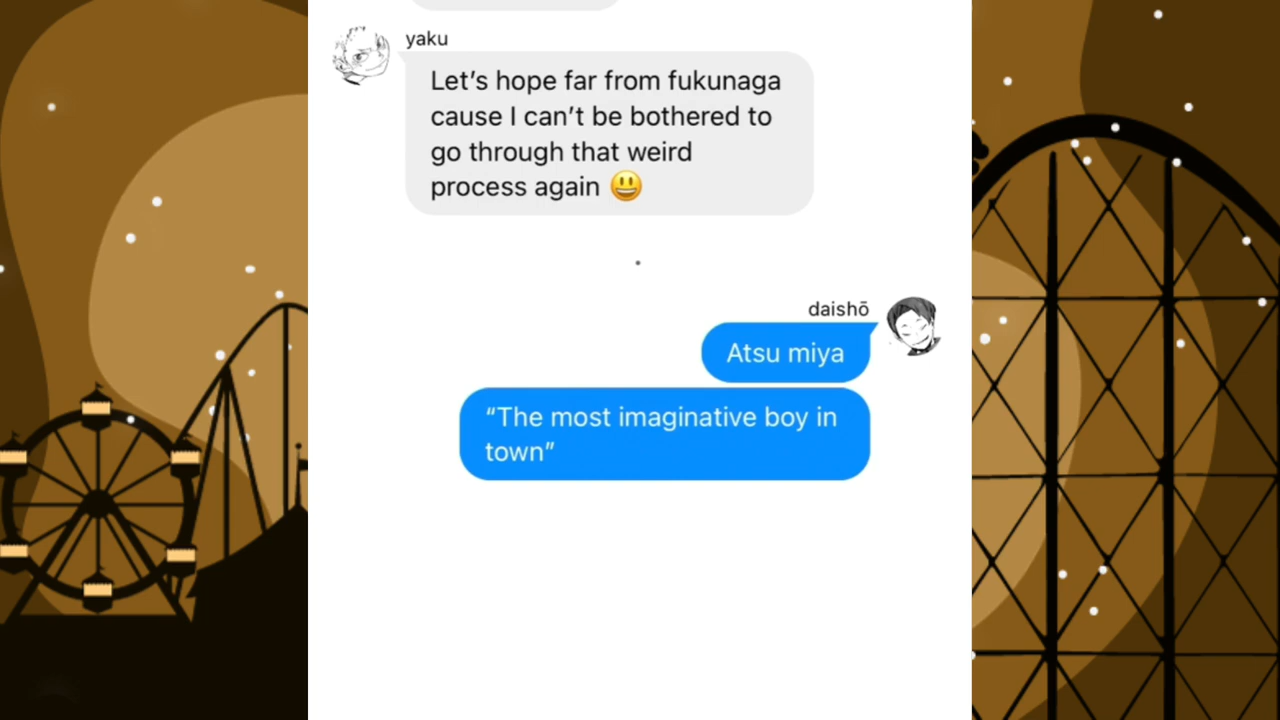 yaku
Let’s hope far from fukunaga
cause I can’t be bothered to
go through that weird
process again 😃
daishō
Atsu miya
“The most imaginative boy in
town”